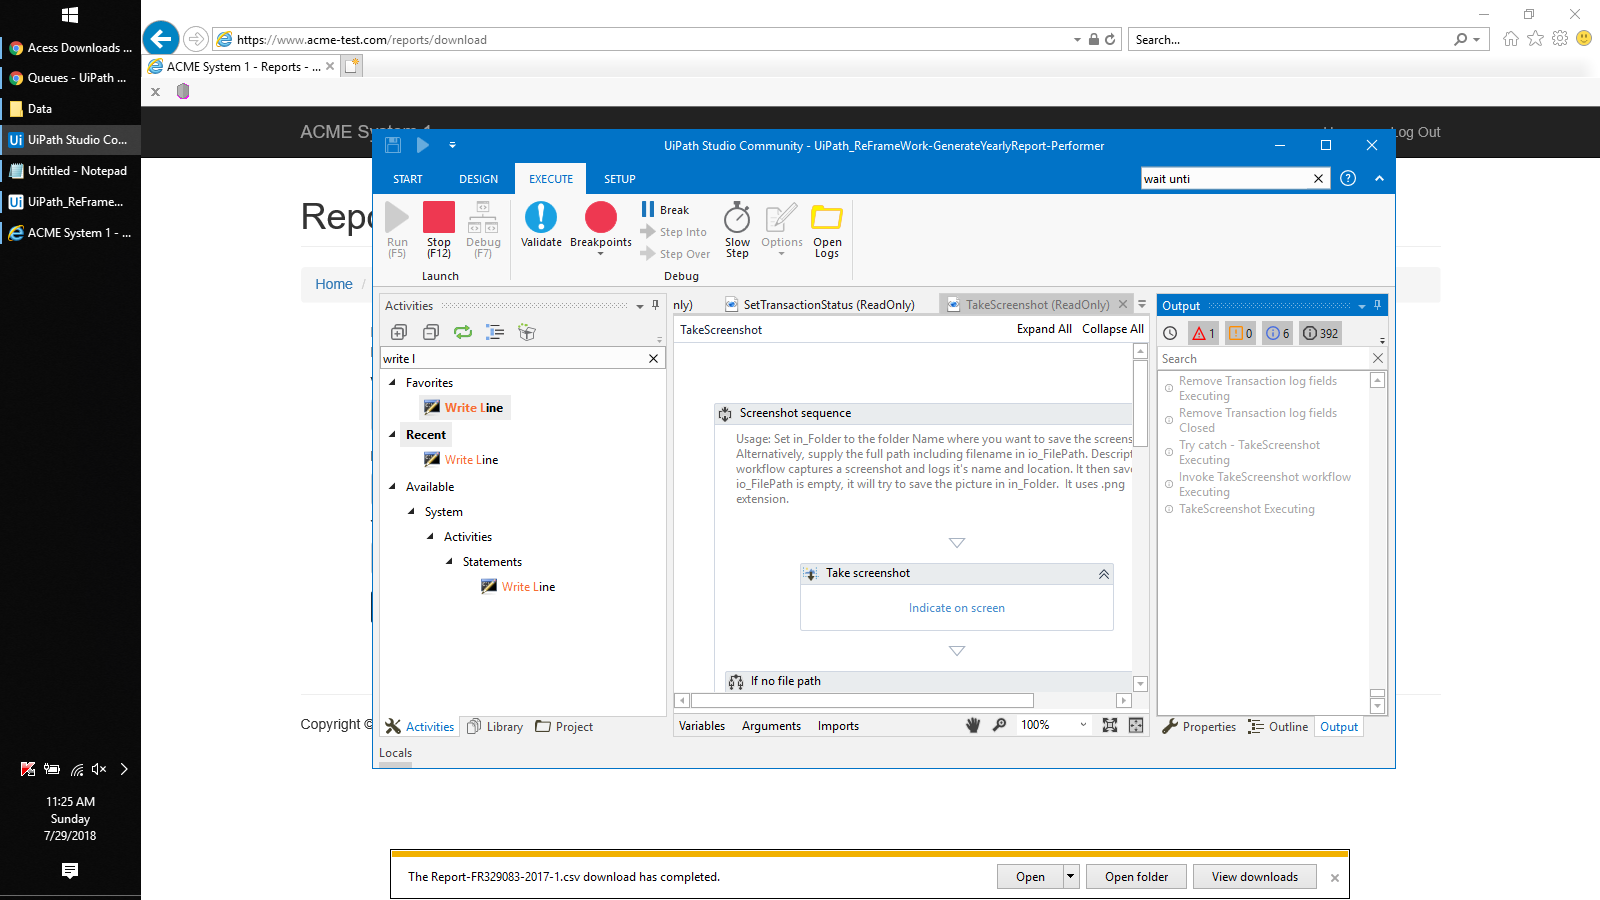 Acess Downloads ...
Queues - UiPath ...
Data
UiPath Studio Co...
Untitled - Notepad
UiPath_ReFrame...
ACME System 1 - ...
11:25 AM
Sunday
7/29/2018
https://www.acme-test.com/reports/download
Search...
ACME System 1 - Reports - ...
ACME System 1
Log Out
Repo
Home /
Copyright ©
UiPath Studio Community - UiPath_ReFrameWork-GenerateYearlyReport-Performer
START DESIGN EXECUTE SETUP
wait unti
Run
(F5)
Stop
(F12)
Debug
(F7)
Launch
Validate
Breakpoints
Break
Step Into
Step Over
Slow
Step
Options
Open
Logs
Debug
Activities
write l
Favorites
Write Line
Recent
Write Line
Available
System
Activities
Statements
Write Line
Activities Library Project
Locals
nly) SetTransactionStatus (ReadOnly) TakeScreenshot (ReadOnly)
TakeScreenshot Expand All Collapse All
Screenshot sequence
Usage: Set in_Folder to the folder Name where you want to save the screens
Alternatively, supply the full path including filename in io_FilePath. Descript
workflow captures a screenshot and logs it's name and location. It then save
io_FilePath is empty, it will try to save the picture in in_Folder. It uses .png
extension.
Take screenshot
Indicate on screen
If no file path
Variables Arguments Imports 100%
Output
1 0 6 392
Search
Remove Transaction log fields
Executing
Remove Transaction log fields
Closed
Try catch - TakeScreenshot
Executing
Invoke TakeScreenshot workflow
Executing
TakeScreenshot Executing
Properties Outline Output
The Report-FR329083-2017-1.csv download has completed.
Open Open folder View downloads